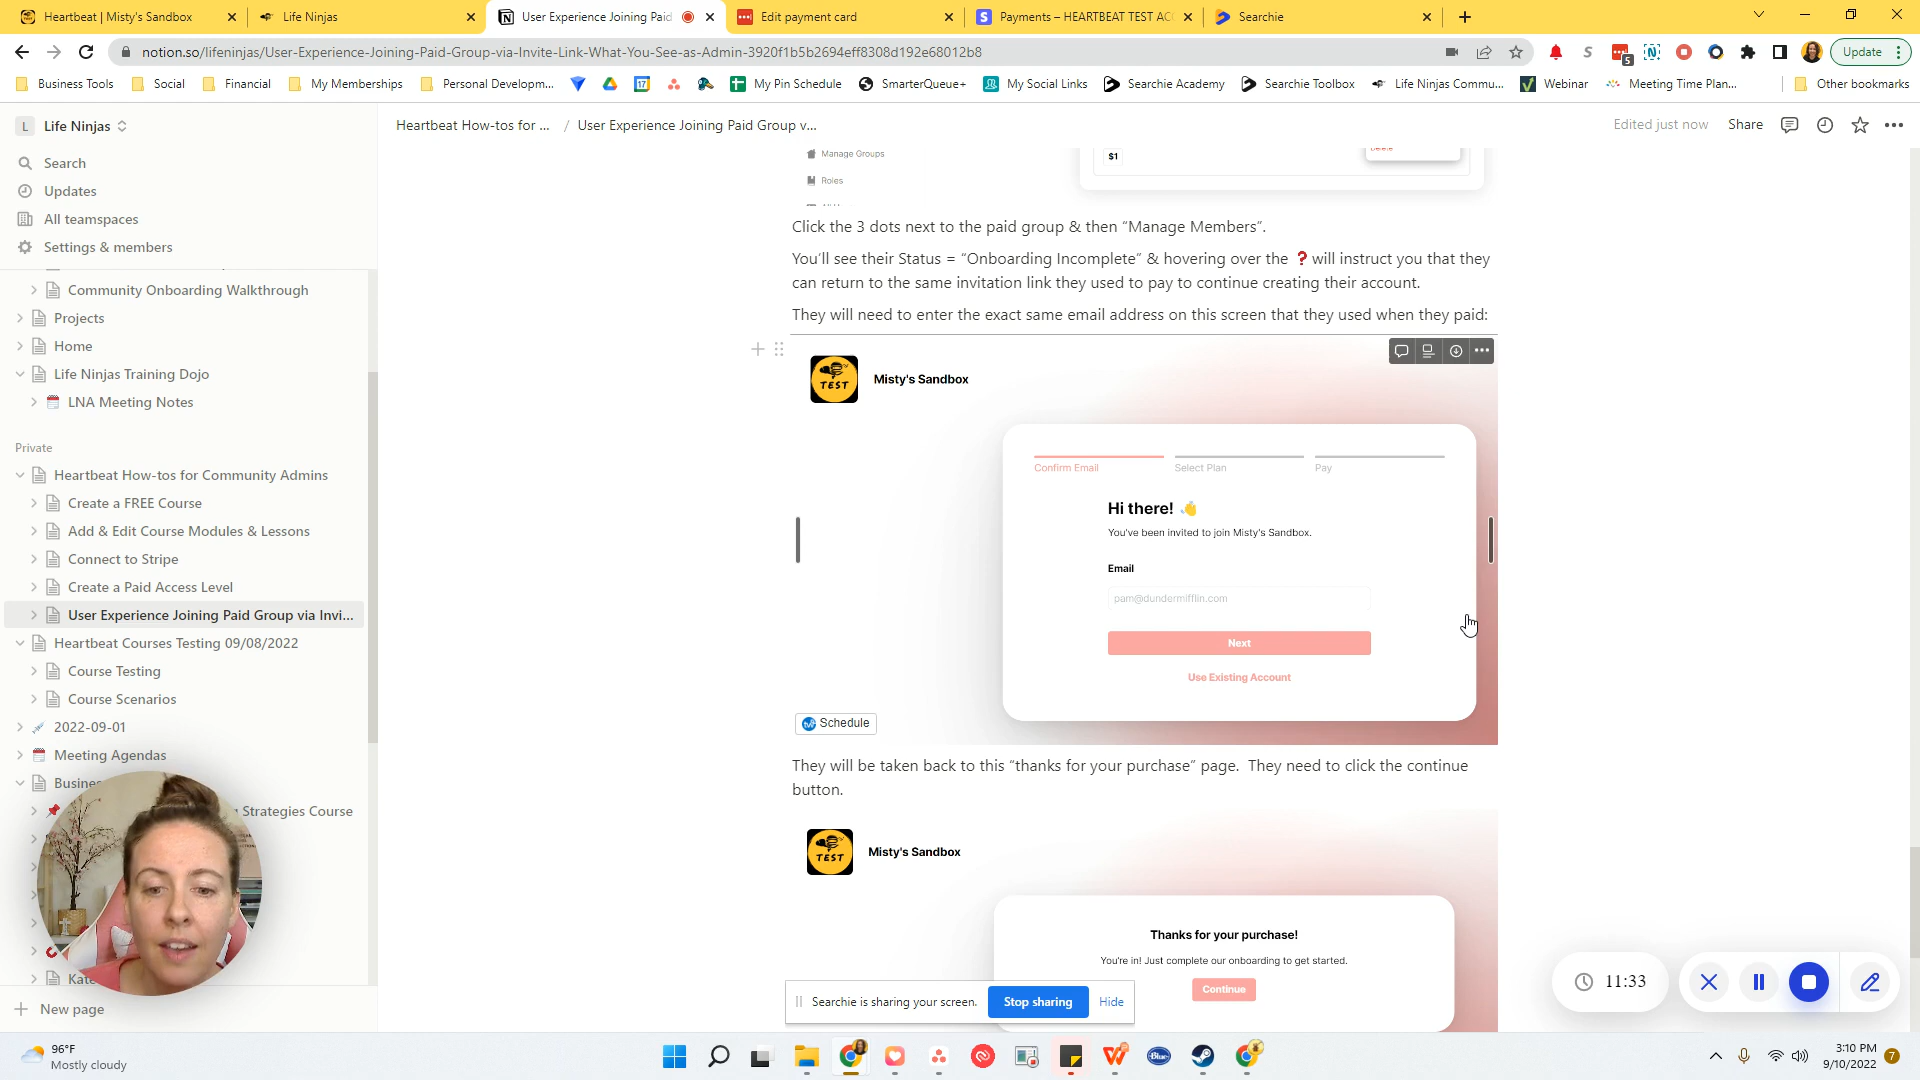 Heartbeat | Misty's Sandbox
Life Ninjas
User Experience Joining Paid
Edit payment card
Payments – HEARTBEAT TEST AC
Searchie
notion.so/lifeninjas/User-Experience-Joining-Paid-Group-via-Invite-Link-What-You-See-as-Admin-3920f1b5b2694eff8308d192e68012b8
5
Update
Business Tools
Social
Financial
My Memberships
Personal Developm...
My Pin Schedule
SmarterQueue+
My Social Links
Searchie Academy
Searchie Toolbox
Life Ninjas Commu...
Webinar
Meeting Time Plan...
Other bookmarks
L Life Ninjas
Heartbeat How-tos for ... / User Experience Joining Paid Group v...
Edited just now
Share
Search
Updates
All teamspaces
Settings & members
Community Onboarding Walkthrough
Projects
Home
Life Ninjas Training Dojo
LNA Meeting Notes
Private
Heartbeat How-tos for Community Admins
Create a FREE Course
Add & Edit Course Modules & Lessons
Connect to Stripe
Create a Paid Access Level
User Experience Joining Paid Group via Invi...
Heartbeat Courses Testing 09/08/2022
Course Testing
Course Scenarios
2022-09-01
Meeting Agendas
Strategies Course
New page
Manage Groups
Roles
$1
Click the 3 dots next to the paid group & then “Manage Members”.
You’ll see their Status = “Onboarding Incomplete” & hovering over the ❓ will instruct you that they
can return to the same invitation link they used to pay to continue creating their account.
They will need to enter the exact same email address on this screen that they used when they paid:
TEST
Misty's Sandbox
Confirm Email
Select Plan
Pay
Hi there! 👋
You've been invited to join Misty's Sandbox.
Email
pam@dundermifflin.com
Next
Use Existing Account
Schedule
They will be taken back to this “thanks for your purchase” page. They need to click the continue
button.
TEST
Misty's Sandbox
Thanks for your purchase!
You're in! Just complete our onboarding to get started.
Continue
Searchie is sharing your screen.
Stop sharing
Hide
11:33
96°F
Mostly cloudy
3:10 PM
9/10/2022
7